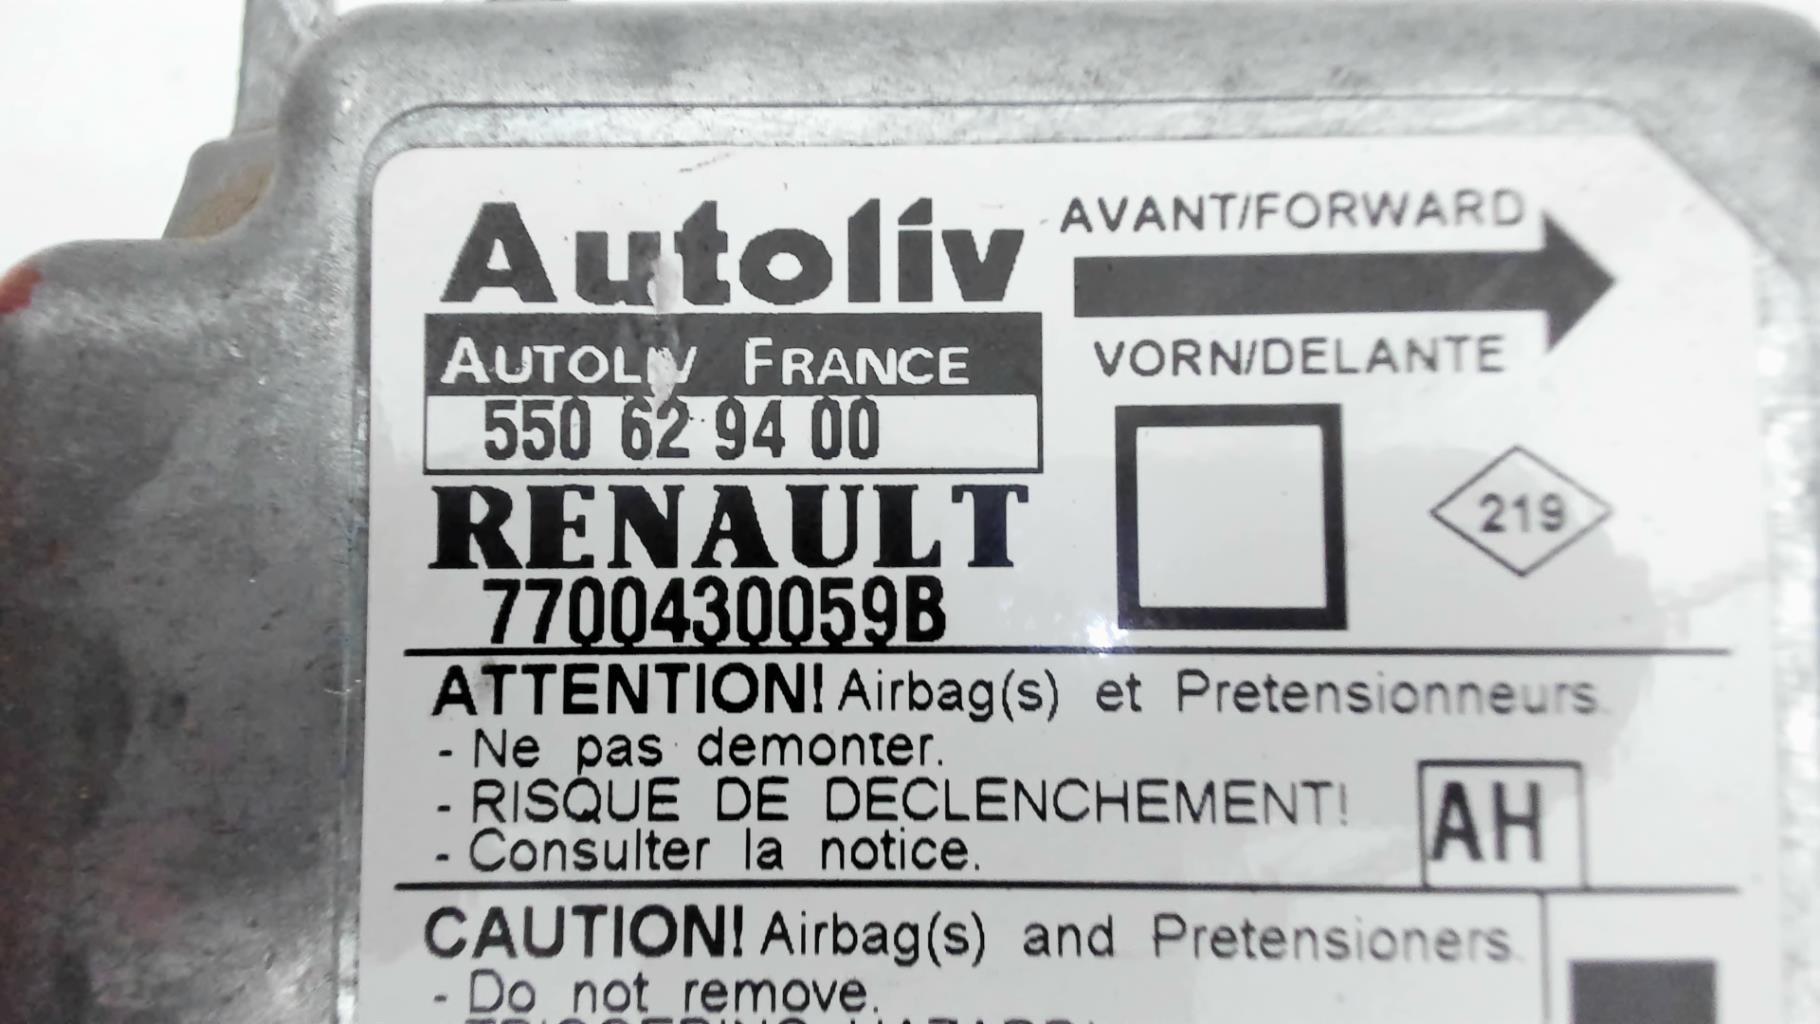 Autoliv
AVANT/FORWARD
AUTOLIV FRANCE
VORN/DELANTE
550 62 94 00
RENAULT
219
7700430059B
ATTENTION! Airbag(s) et Pretensionneurs.
- Ne pas demonter.
- RISQUE DE DECLENCHEMENT!
AH
- Consulter la notice.
CAUTION! Airbag(s) and Pretensioners.
- Do not remove.